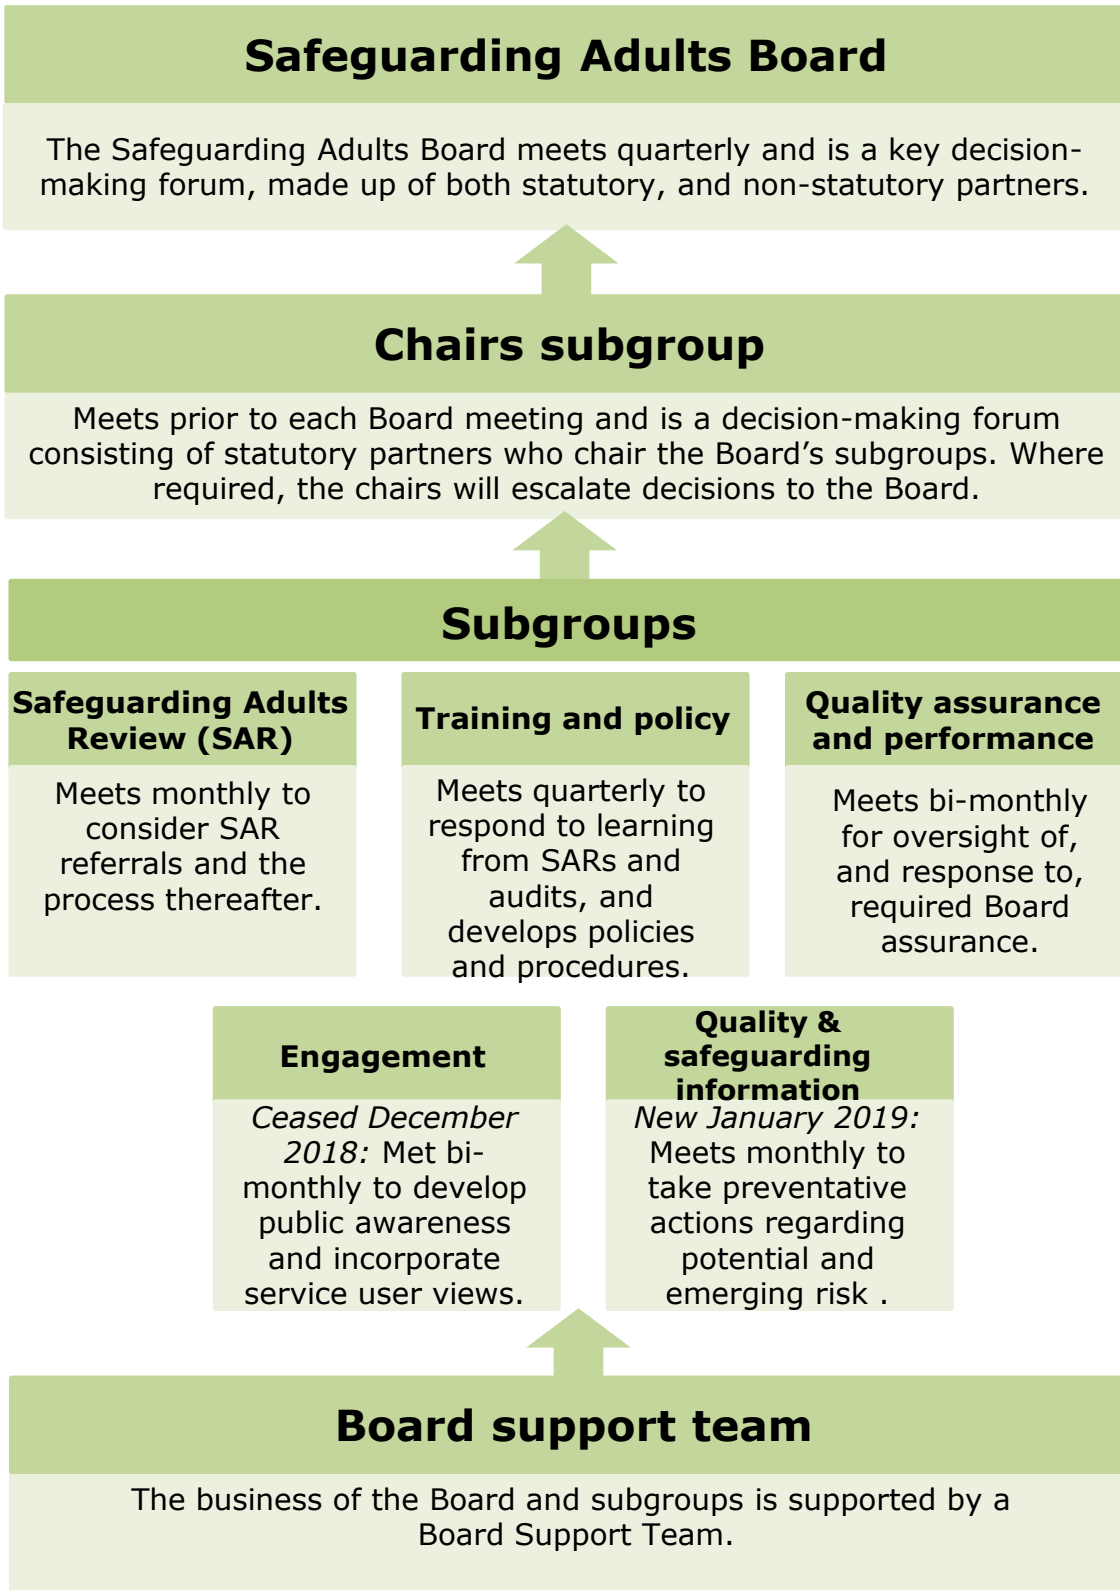 Safeguarding Adults Board
The Safeguarding Adults Board meets quarterly and is a key decision-
making forum, made up of both statutory, and non-statutory partners.
Chairs subgroup
Meets prior to each Board meeting and is a decision-making forum
consisting of statutory partners who chair the Board’s subgroups. Where
required, the chairs will escalate decisions to the Board.
Subgroups
Safeguarding Adults
Review (SAR)
Meets monthly to
consider SAR
referrals and the
process thereafter.
Training and policy
Meets quarterly to
respond to learning
from SARs and
audits, and
develops policies
and procedures.
Quality assurance
and performance
Meets bi-monthly
for oversight of,
and response to,
required Board
assurance.
Engagement
Ceased December
2018: Met bi-
monthly to develop
public awareness
and incorporate
service user views.
Quality &
safeguarding
information
New January 2019:
Meets monthly to
take preventative
actions regarding
potential and
emerging risk .
Board support team
The business of the Board and subgroups is supported by a
Board Support Team.